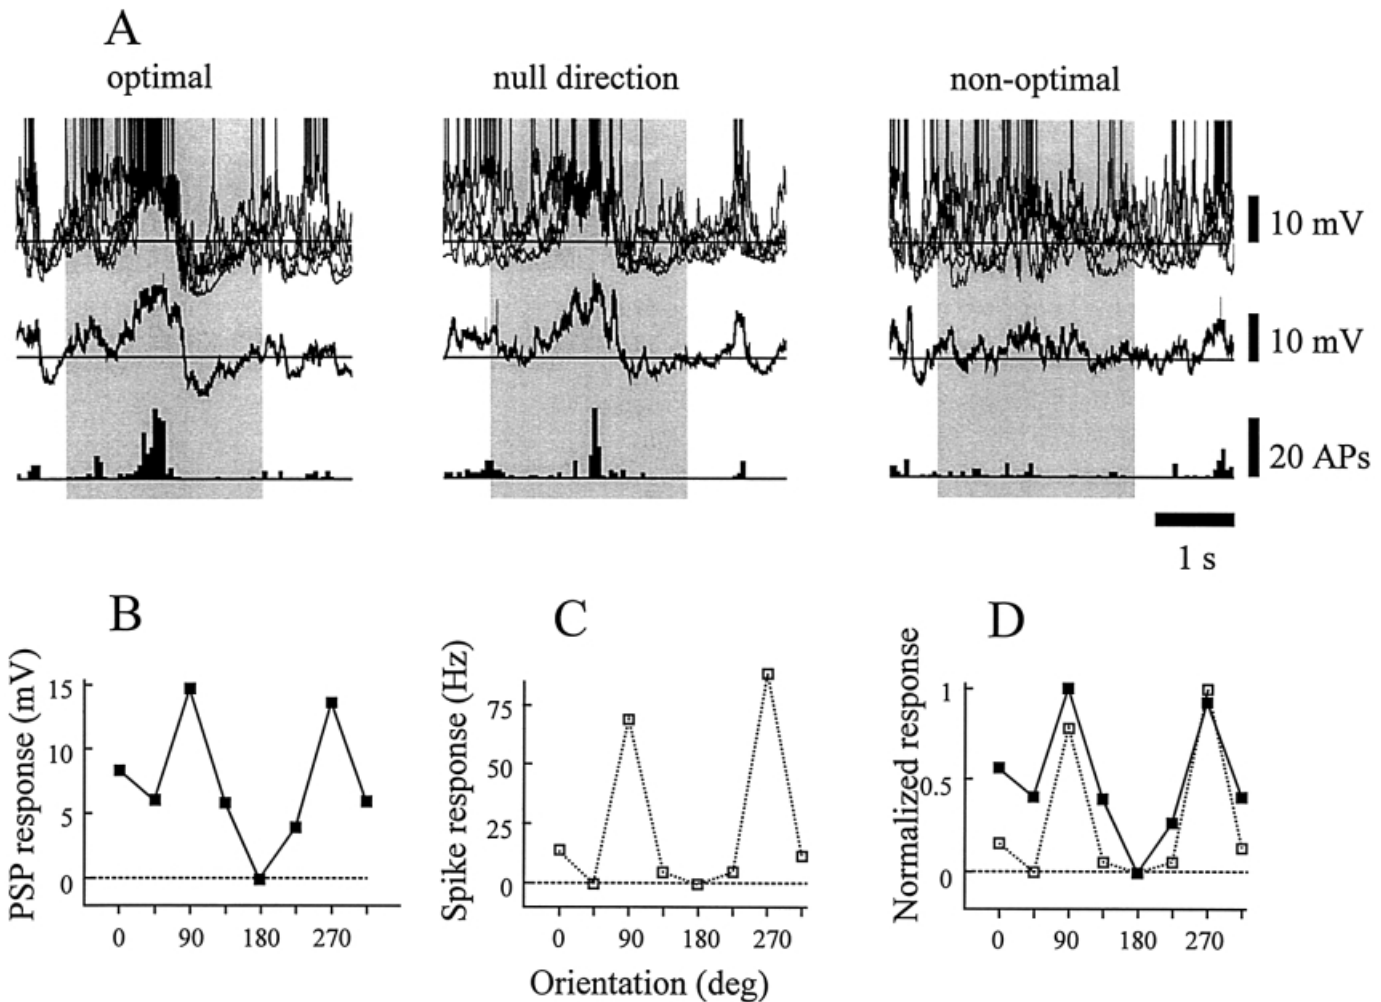 A
optimal
null direction
non-optimal
10 mV
10 mV
20 APs
1 s
B
PSP response (mV)
15
10
5
0
0 90 180 270
C
Spike response (Hz)
75
50
25
0
0 90 180 270
Orientation (deg)
D
Normalized response
1
0.5
0
0 90 180 270